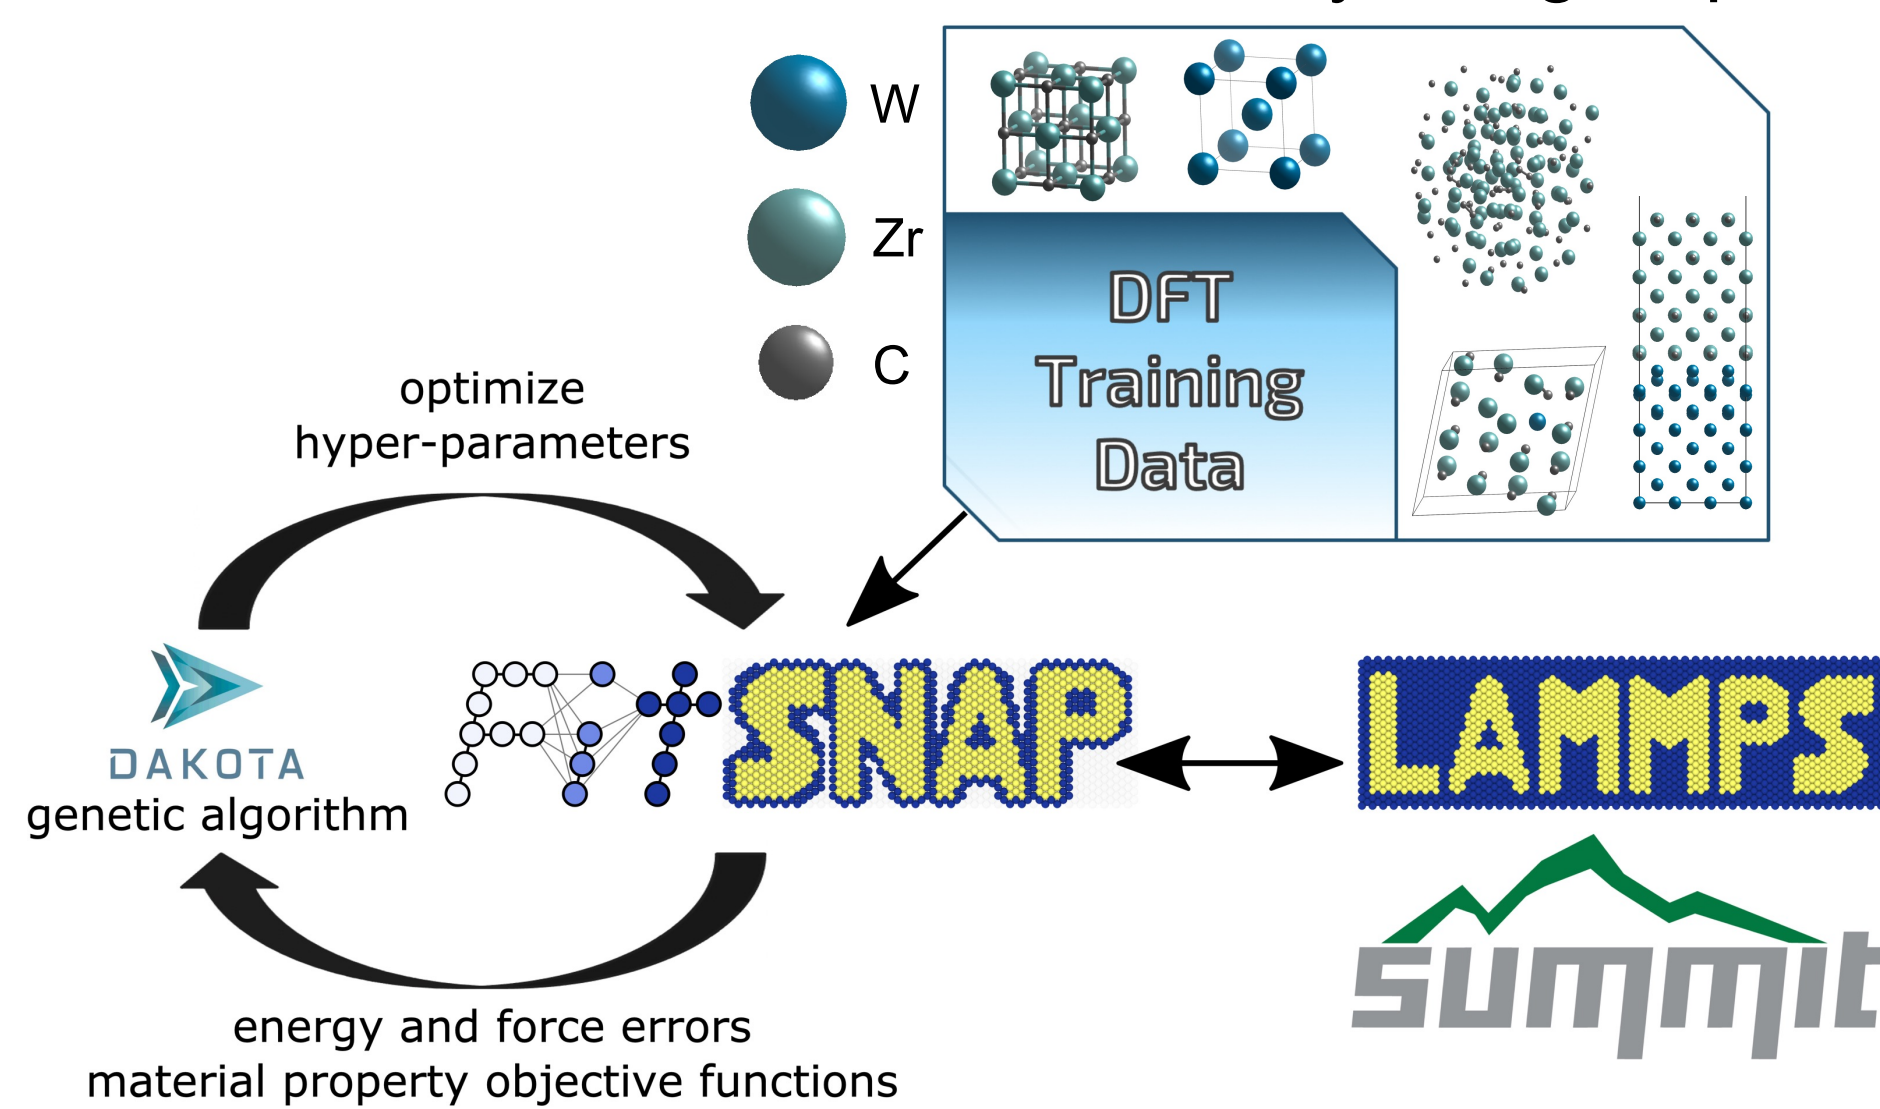 W
Zr
C
DFT
Training
Data
optimize
hyper-parameters
DAKOTA
genetic algorithm
FitSNAP
LAMMPS
summit
energy and force errors
material property objective functions